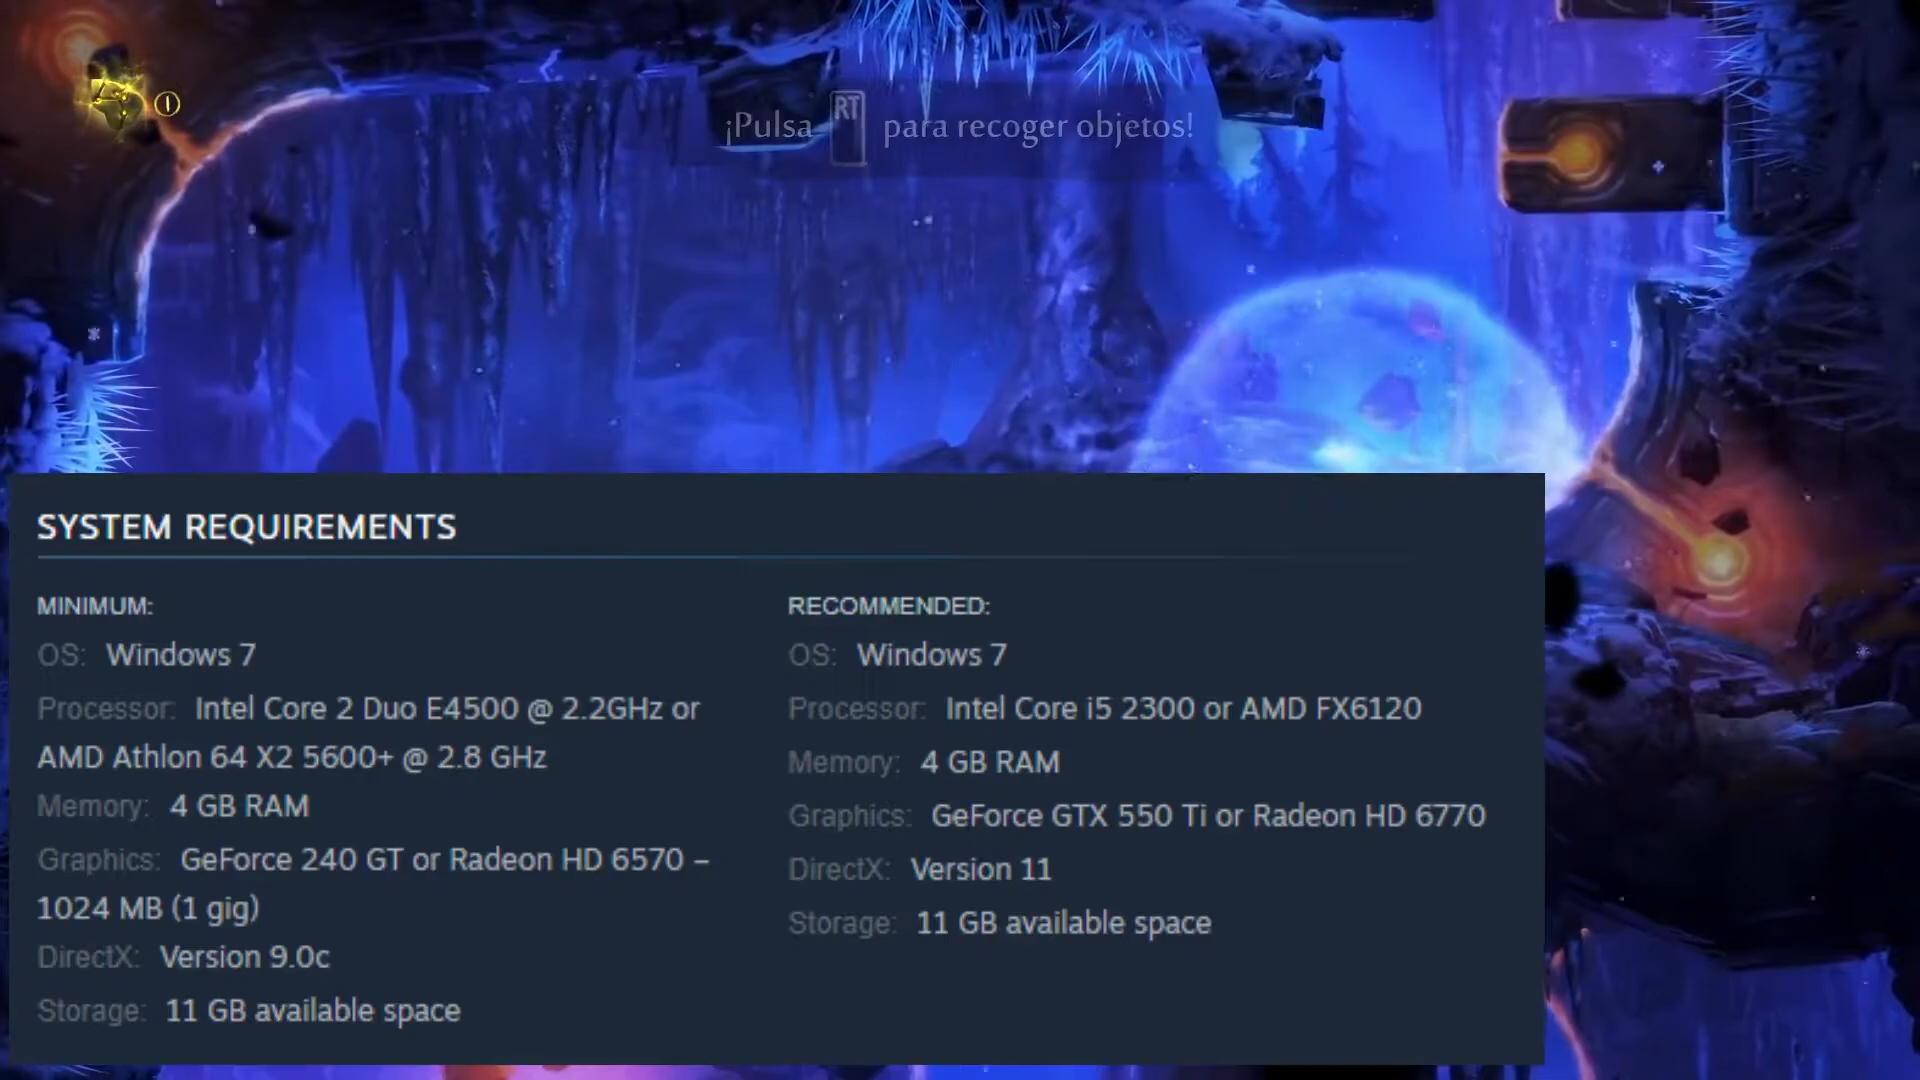 1
¡Pulsa RT para recoger objetos!
SYSTEM REQUIREMENTS
MINIMUM:
OS: Windows 7
Processor: Intel Core 2 Duo E4500 @ 2.2GHz or
AMD Athlon 64 X2 5600+ @ 2.8 GHz
Memory: 4 GB RAM
Graphics: GeForce 240 GT or Radeon HD 6570 –
1024 MB (1 gig)
DirectX: Version 9.0c
Storage: 11 GB available space
RECOMMENDED:
OS: Windows 7
Processor: Intel Core i5 2300 or AMD FX6120
Memory: 4 GB RAM
Graphics: GeForce GTX 550 Ti or Radeon HD 6770
DirectX: Version 11
Storage: 11 GB available space